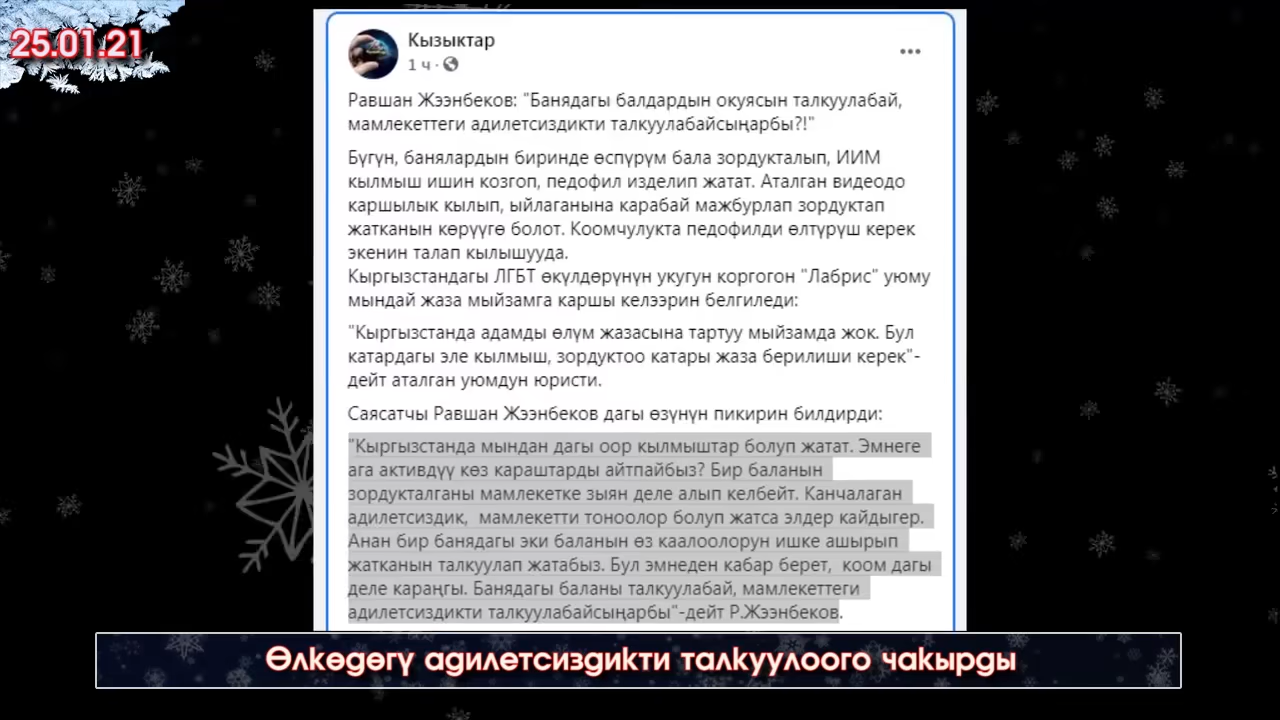 25.01.21
Кызыктар
1 ч ·
Равшан Жээнбеков: "Банядагы балдардын окуясын талкуулабай,
мамлекеттеги адилетсиздикти талкуулабайсыңарбы?!"
Бүгүн, банялардын биринде өспүрүм бала зордукталып, ИИМ
кылмыш ишин козгоп, педофил изделип жатат. Аталган видеодо
каршылык кылып, ыйлаганына карабай мажбурлап зордуктап
жатканын көрүүгө болот. Коомчулукта педофилди өлтүрүш керек
экенин талап кылышууда.
Кыргызстандагы ЛГБТ өкүлдөрүнүн укугун коргогон "Лабрис" уюму
мындай жаза мыйзамга каршы келээрин белгиледи:
"Кыргызстанда адамды өлүм жазасына тартуу мыйзамда жок. Бул
катардагы эле кылмыш, зордуктоо катары жаза берилиши керек"-
дейт аталган уюмдун юристи.
Саясатчы Равшан Жээнбеков дагы өзүнүн пикирин билдирди:
"Кыргызстанда мындан дагы оор кылмыштар болуп жатат. Эмнеге
ага активдүү көз караштарды айтпайбыз? Бир баланын
зордукталганы мамлекетке зыян деле алып келбейт. Канчалаган
адилетсиздик,  мамлекетти тоноолор болуп жатса элдер кайдыгер.
Анан бир банядагы эки баланын өз каалоолорун ишке ашырып
жатканын талкуулап жатабыз. Бул эмнеден кабар берет,  коом дагы
деле караңгы. Банядагы баланы талкуулабай, мамлекеттеги
адилетсиздикти талкуулабайсыңарбы"-дейт Р.Жээнбеков.
Өлкөдөгү адилетсиздикти талкуулоого чакырды